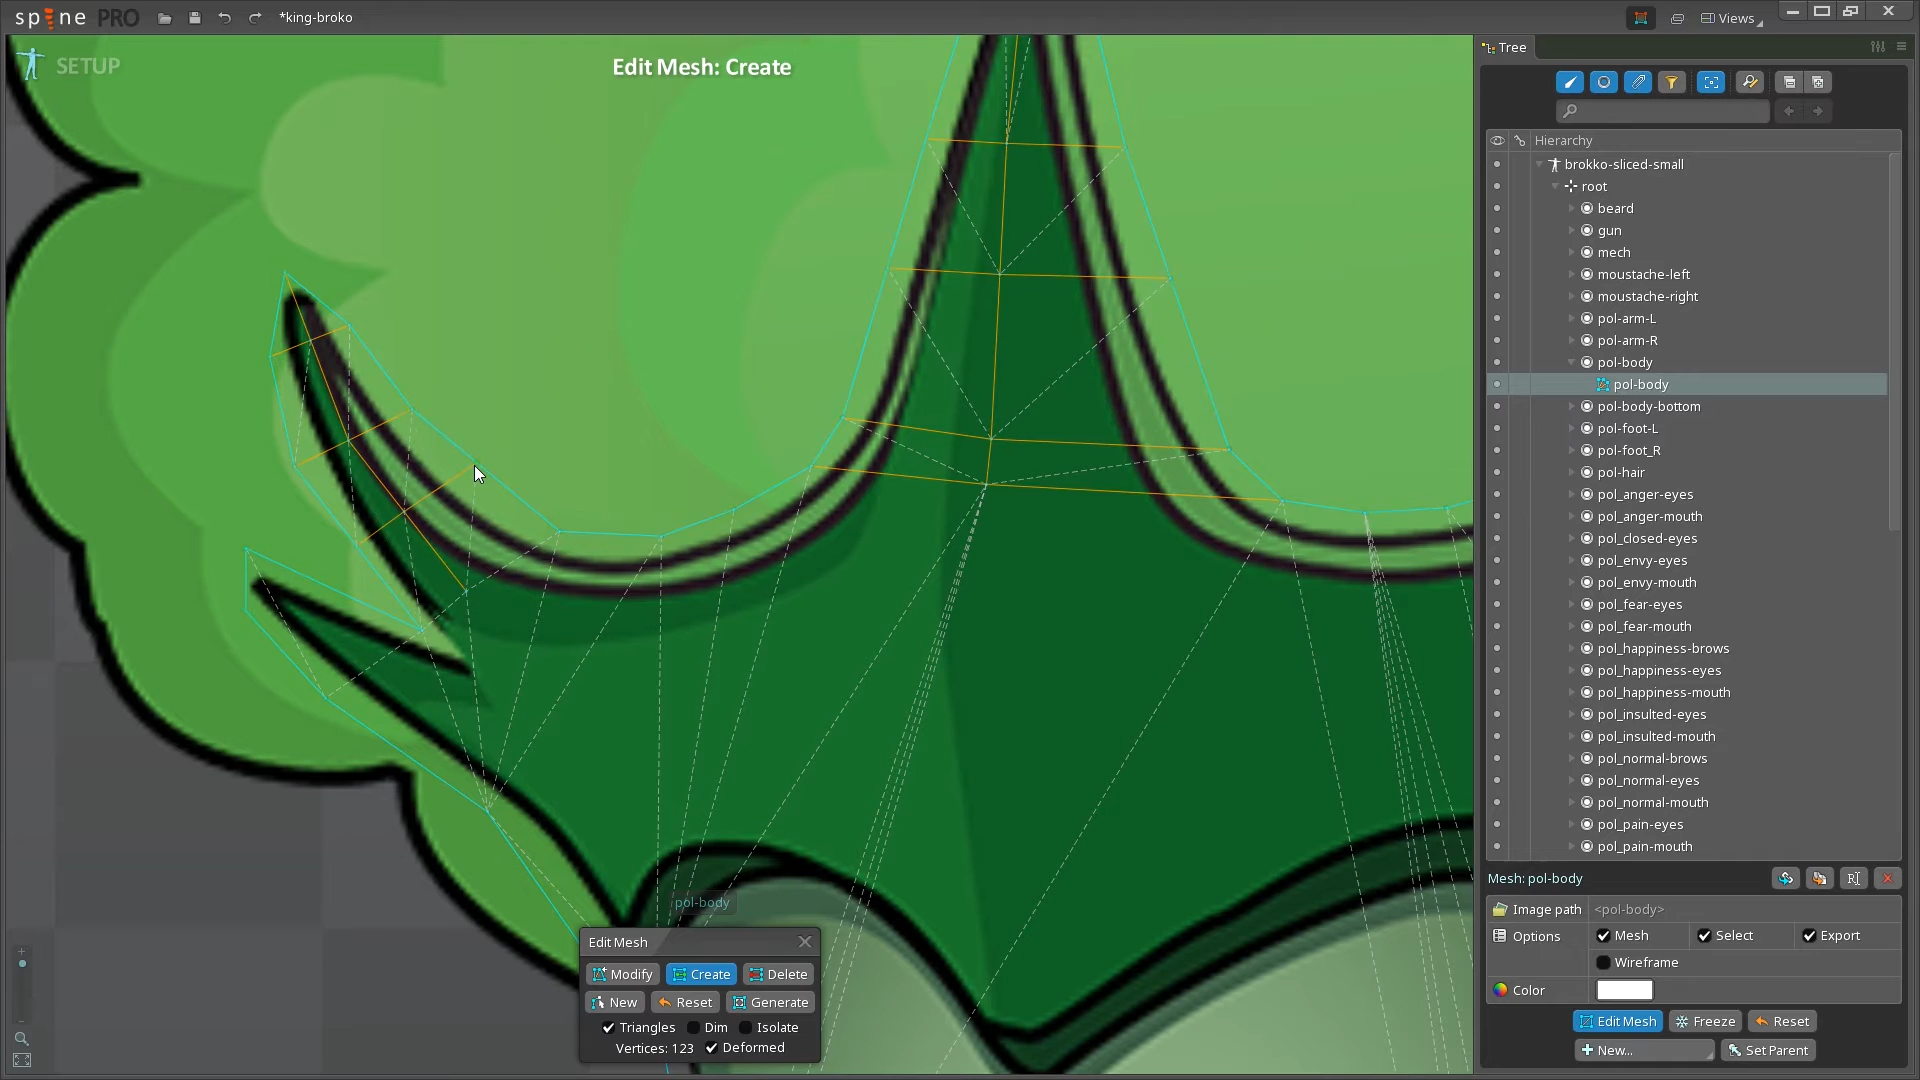 spine PRO
*king-broko
Views
SETUP
Edit Mesh: Create
Tree
Hierarchy
brokko-sliced-small
root
beard
gun
mech
moustache-left
moustache-right
pol-arm-L
pol-arm-R
pol-body
pol-body
pol-body-bottom
pol-foot-L
pol-foot_R
pol-hair
pol_anger-eyes
pol_anger-mouth
pol_closed-eyes
pol_envy-eyes
pol_envy-mouth
pol_fear-eyes
pol_fear-mouth
pol_happiness-brows
pol_happiness-eyes
pol_happiness-mouth
pol_insulted-eyes
pol_insulted-mouth
pol_normal-brows
pol_normal-eyes
pol_normal-mouth
pol_pain-eyes
pol_pain-mouth
Mesh: pol-body
Image path <pol-body>
Options Mesh Select Export
Wireframe
Color
Edit Mesh Freeze Reset
New... Set Parent
pol-body
Edit Mesh
Modify Create Delete
New Reset Generate
Triangles Dim Isolate
Vertices: 123 Deformed